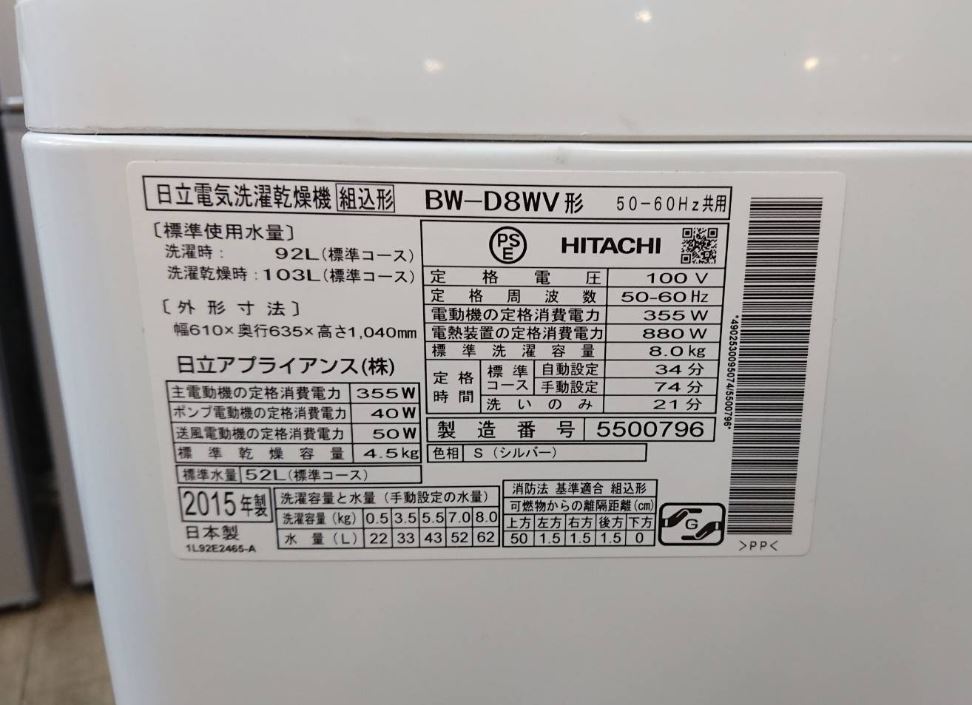 日立電気洗濯乾燥機 組込形 BW-D8WV形 50-60Hz共用
〔標準使用水量〕
洗濯時: 92L(標準コース)
洗濯乾燥時:103L(標準コース)
〔外形寸法〕
幅610×奥行635×高さ1,040mm
日立アプライアンス(株)
主電動機の定格消費電力 355W
ポンプ電動機の定格消費電力 40W
送風電動機の定格消費電力 50W
標準乾燥容量 4.5kg
標準水量 52L(標準コース)
PSE HITACHI
定格電圧 100V
定格周波数 50-60Hz
電動機の定格消費電力 355W
電熱装置の定格消費電力 880W
標準洗濯容量 8.0kg
定格時間 標準コース 自動設定 34分
手動設定 74分
洗いのみ 21分
製造番号 5500796
色相 S(シルバー)
2015年製
日本製
1L92E2465-A
洗濯容量と水量(手動設定の水量)
洗濯容量(kg) 0.5 3.5 5.5 7.0 8.0
水量(L) 22 33 43 52 62
消防法 基準適合 組込形
可燃物からの離隔距離(cm)
上方 左方 右方 後方 下方
50 1.5 1.5 1.5 0
G
*4902530095074/5500796*
>PP<